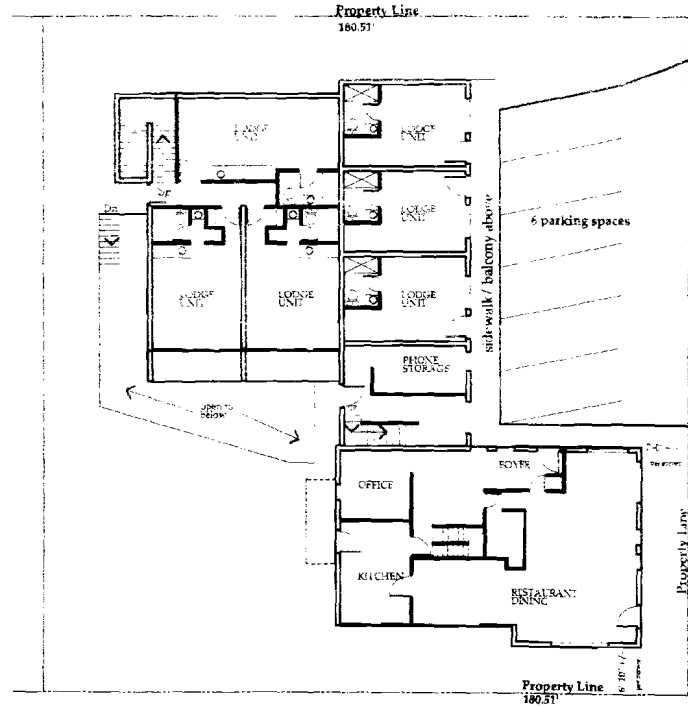 Property Line
180.51'
LODGE
UNIT
LODGE
UNIT
LODGE
UNIT
6 parking spaces
sidewalk / balcony above
Dn
LODGE
UNIT
LODGE
UNIT
LODGE
UNIT
PHONE
STORAGE
open to
below
FOYER
OFFICE
KITCHEN
RESTAURANT
DINING
Property Line
Property Line
180.51'